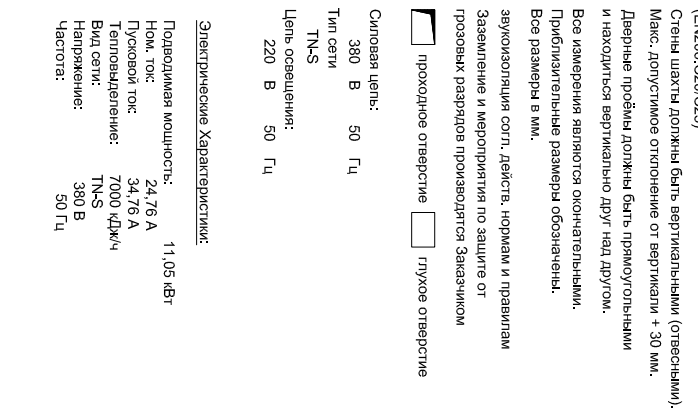 Стены шахты должны быть вертикальными (отвесными).
Макс. допустимое отклонение от вертикали + 30 мм.
Дверные проёмы должны быть прямоугольными
и находиться вертикально друг над другом.
Все измерения являются окончательными.
Приблизительные размеры обозначены.
Все размеры в мм.
звукоизоляция согл. действ. нормам и правилам
Заземление и мероприятия по защите от
грозовых разрядов производятся Заказчиком
проходное отверстие глухое отверстие
Силовая цепь:
380 В 50 Гц
Тип сети
TN-S
Цепь освещения:
220 В 50 Гц
Электрические Характеристики:
Подводимая мощность: 11,05 кВт
Ном. ток: 24,76 А
Пусковой ток: 34,76 А
Тепловыделение: 7000 кДж/ч
Вид сети: TN-S
Напряжение: 380 В
Частота: 50 Гц